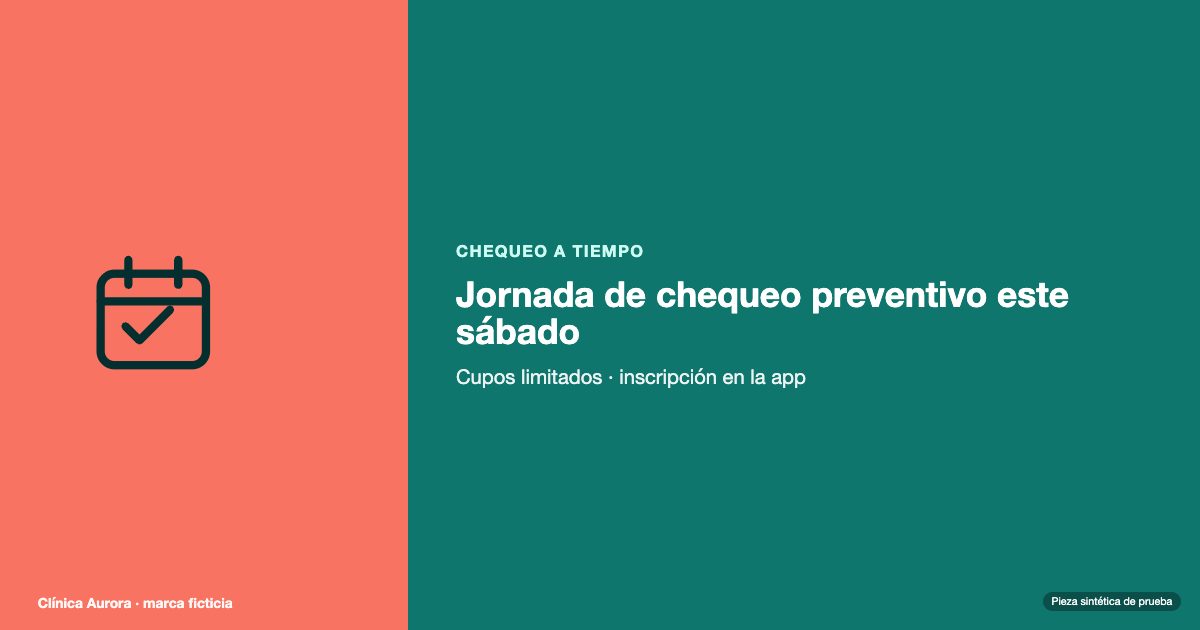 CHEQUEO A TIEMPO
Jornada de chequeo preventivo este
sábado
Cupos limitados · inscripción en la app
Clínica Aurora · marca ficticia
Pieza sintética de prueba